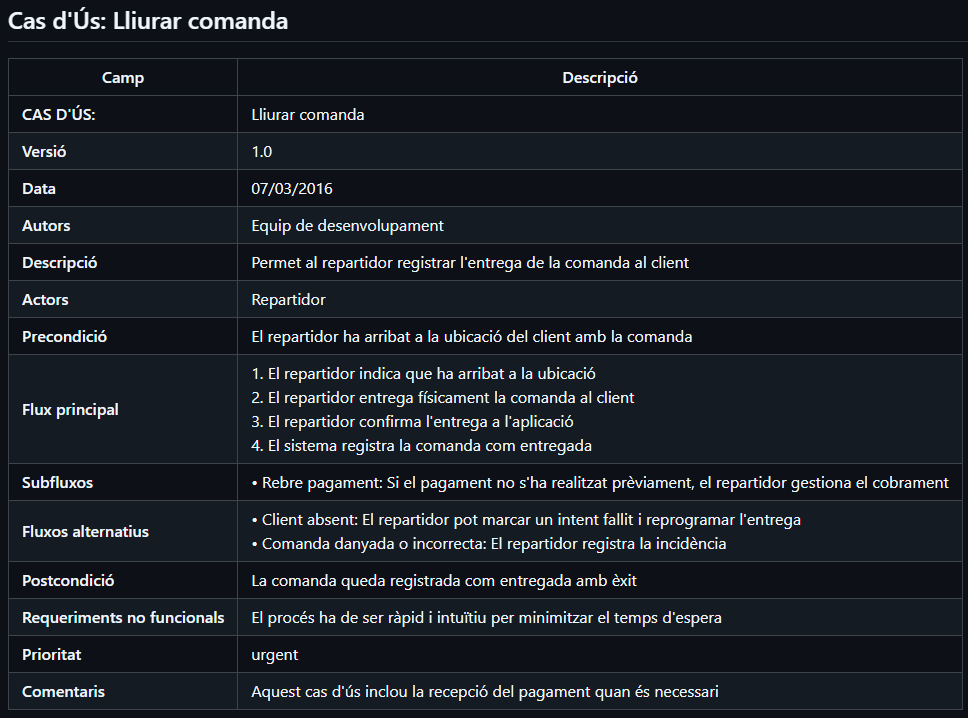 Cas d'Ús: Lliurar comanda
Camp Descripció
CAS D'ÚS: Lliurar comanda
Versió 1.0
Data 07/03/2016
Autors Equip de desenvolupament
Descripció Permet al repartidor registrar l'entrega de la comanda al client
Actors Repartidor
Precondició El repartidor ha arribat a la ubicació del client amb la comanda
Flux principal
1. El repartidor indica que ha arribat a la ubicació
2. El repartidor entrega físicament la comanda al client
3. El repartidor confirma l'entrega a l'aplicació
4. El sistema registra la comanda com entregada
Subfluxos • Rebre pagament: Si el pagament no s'ha realitzat prèviament, el repartidor gestiona el cobrament
Fluxos alternatius
• Client absent: El repartidor pot marcar un intent fallit i reprogramar l'entrega
• Comanda danyada o incorrecta: El repartidor registra la incidència
Postcondició La comanda queda registrada com entregada amb èxit
Requeriments no funcionals El procés ha de ser ràpid i intuïtiu per minimitzar el temps d'espera
Prioritat urgent
Comentaris Aquest cas d'ús inclou la recepció del pagament quan és necessari